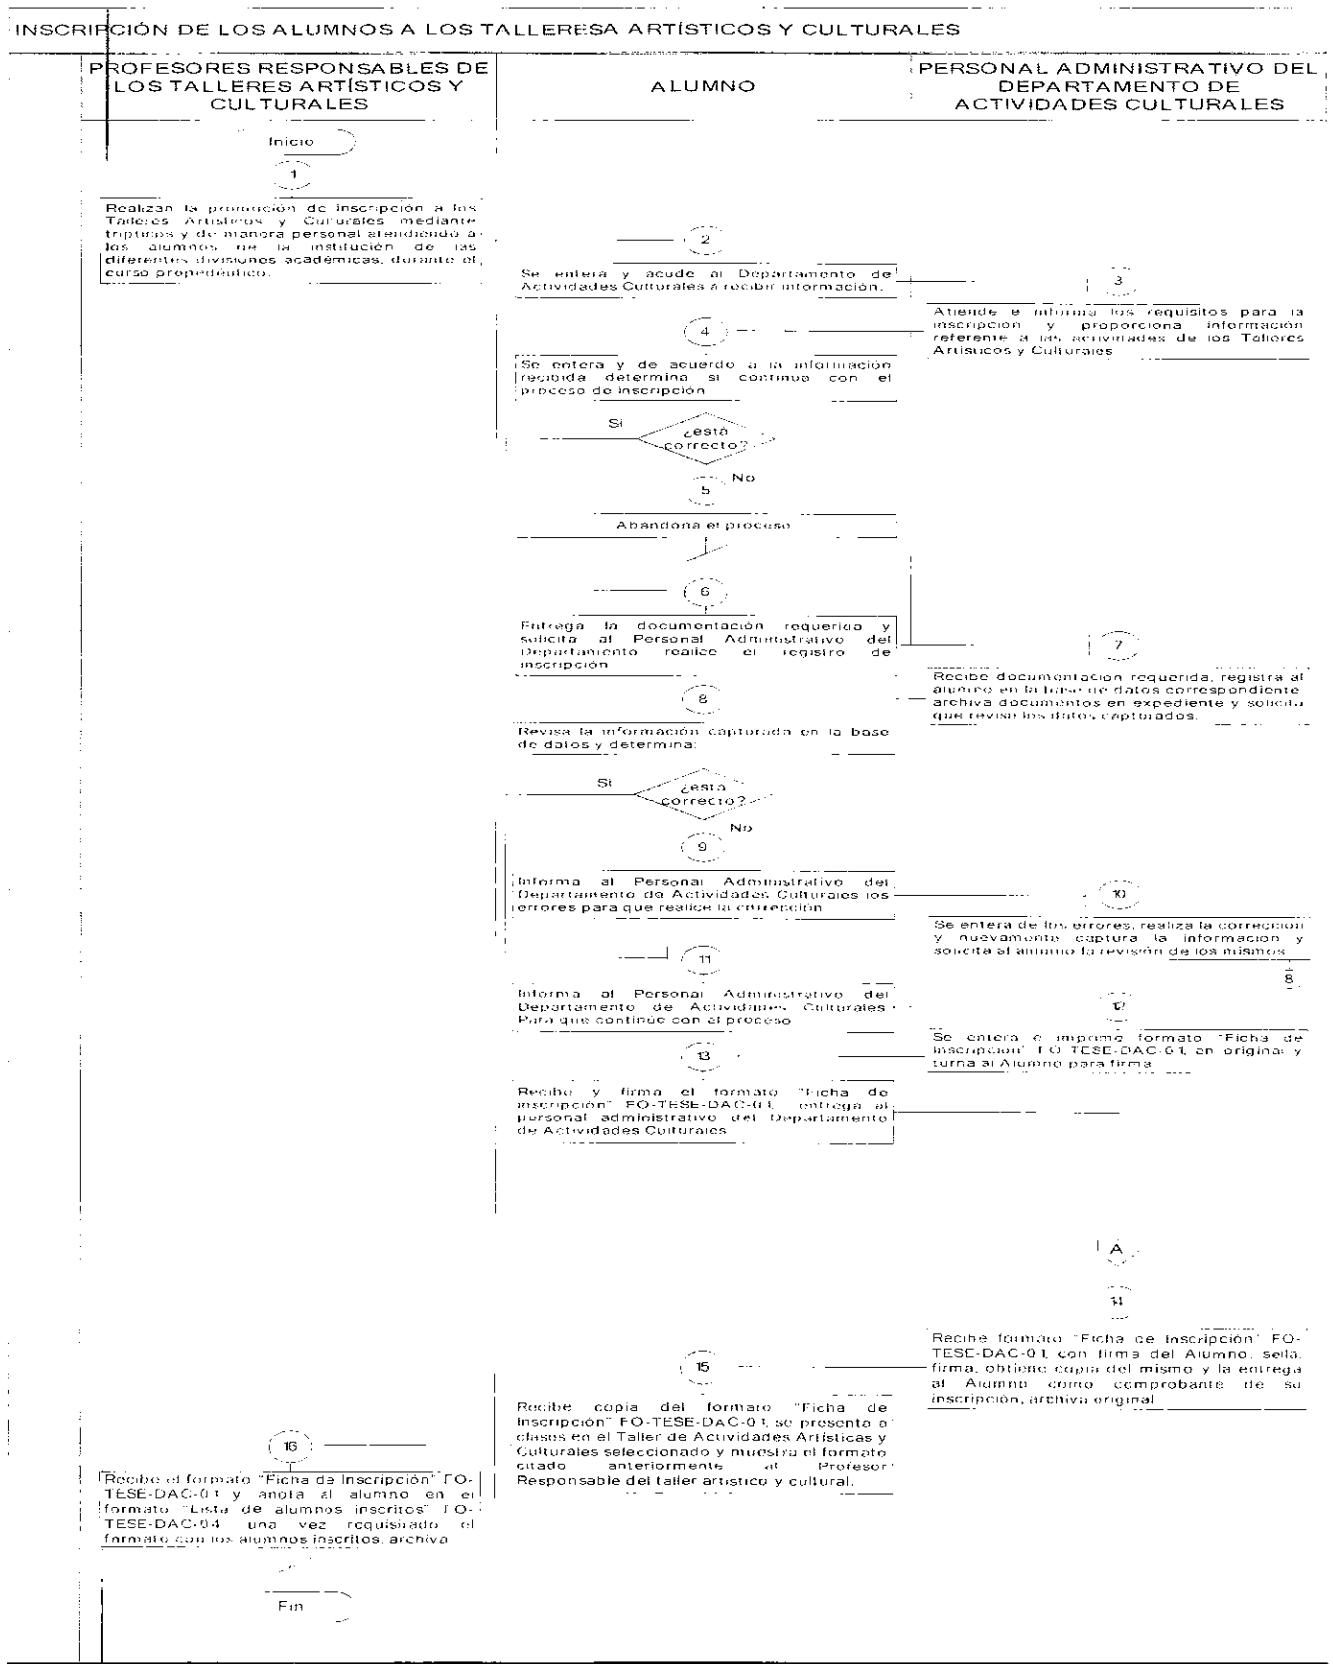 INSCRIPCIÓN DE LOS ALUMNOS A LOS TALLERESA ARTÍSTICOS Y CULTURALES
PROFESORES RESPONSABLES DE
LOS TALLERES ARTÍSTICOS Y
CULTURALES
ALUMNO
PERSONAL ADMINISTRATIVO DEL
DEPARTAMENTO DE
ACTIVIDADES CULTURALES
Inicio
1
Realizan la promoción de inscripción a los
Talleres Artísticos y Culturales mediante
trípticos y de manera personal atendiendo a
los alumnos de la institución de las
diferentes divisiones académicas, durante el
curso propedéutico.
2
Se entera y acude al Departamento de
Actividades Culturales a recibir información.
3
Atiende e informa los requisitos para la
inscripción y proporciona información
referente a las actividades de los Talleres
Artísticos y Culturales
4
Se entera y de acuerdo a la información
recibida determina si continua con el
proceso de inscripción
Si
¿está
correcto?
No
5
Abandona el proceso
6
Entrega la documentación requerida y
solicita al Personal Administrativo del
Departamento realice el registro de
inscripción
7
Recibe documentación requerida, registra al
alumno en la base de datos correspondiente
archiva documentos en expediente y solicita
que revise los datos capturados.
8
Revisa la información capturada en la base
de datos y determina:
Si
¿está
correcto?
No
9
Informa al Personal Administrativo del
Departamento de Actividades Culturales los
errores para que realice la corrección
10
Se entera de los errores, realiza la corrección
y nuevamente captura la información y
solicita al alumno la revisión de los mismos
8
11
Informa al Personal Administrativo del
Departamento de Actividades Culturales
Para que continúe con el proceso
12
Se entera e imprime formato "Ficha de
Inscripción" FO-TESE-DAC-01, en original y
turna al Alumno para firma
13
Recibe y firma el formato "Ficha de
inscripción" FO-TESE-DAC-01, entrega al
personal administrativo del Departamento
de Actividades Culturales
A
14
Recibe formato "Ficha de Inscripción" FO-
TESE-DAC-01, con firma del Alumno, sella,
firma, obtiene copia del mismo y la entrega
al Alumno como comprobante de su
inscripción, archiva original
15
Recibe copia del formato "Ficha de
Inscripción" FO-TESE-DAC-01, se presenta a
clases en el Taller de Actividades Artísticas y
Culturales seleccionado y muestra el formato
citado anteriormente al Profesor
Responsable del taller artístico y cultural.
16
Recibe el formato "Ficha de Inscripción" FO-
TESE-DAC-01 y anota al alumno en el
formato "Lista de alumnos inscritos" FO-
TESE-DAC-04 una vez requisitado el
formato con los alumnos inscritos, archiva
Fin